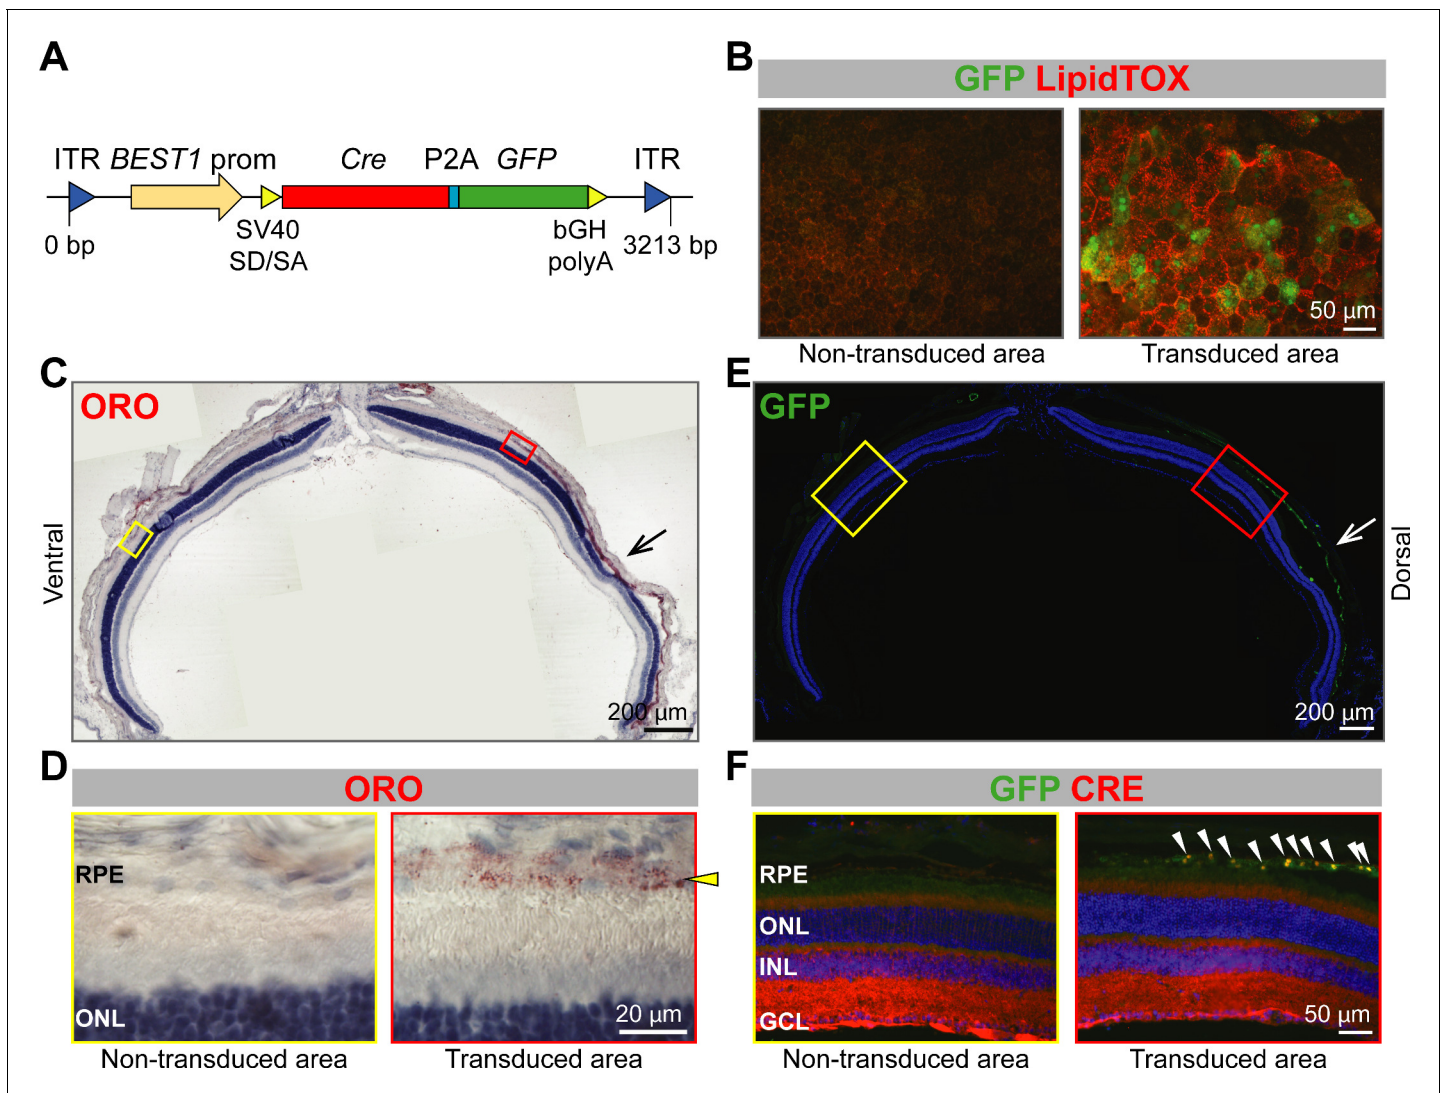 A
ITR BEST1 prom Cre P2A GFP ITR
0 bp SV40 bGH 3213 bp
SD/SA polyA
B
GFP LipidTOX
50 µm
Non-transduced area Transduced area
C
ORO
Ventral
200 µm
E
GFP
Dorsal
200 µm
D
ORO
RPE
ONL
20 µm
Non-transduced area Transduced area
F
GFP CRE
RPE
ONL
INL
GCL
50 µm
Non-transduced area Transduced area